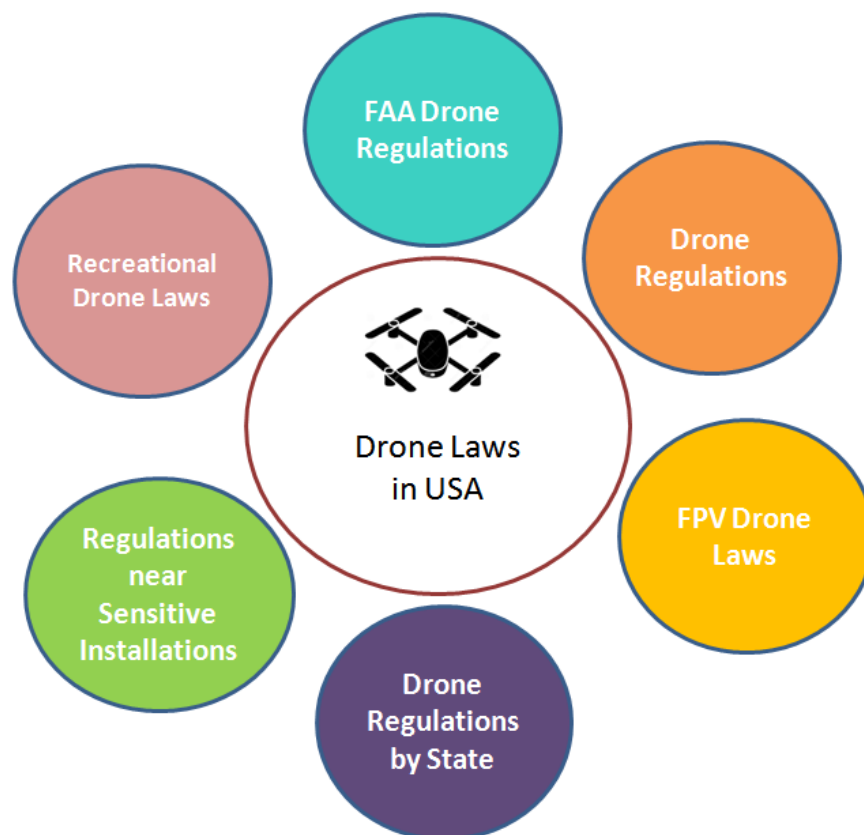 FAA Drone
Regulations
Drone
Regulations
FPV Drone
Laws
Drone
Regulations
by State
Regulations
near
Sensitive
Installations
Recreational
Drone Laws
Drone Laws
in USA